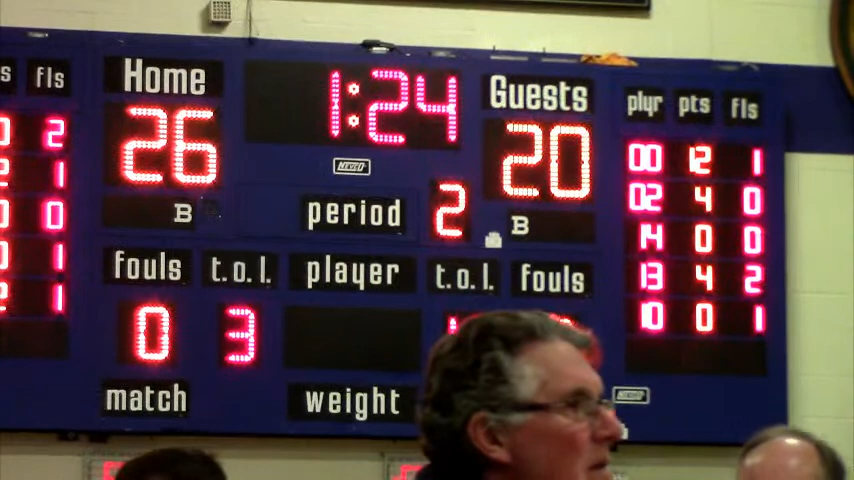 s fls Home 1:24 Guests plyr pts fls
26 20
2 00 12 1
1 02 4 0
B period 2 B
0 14 0 0
fouls t.o.l. player t.o.l. fouls
1 13 4 2
0 3
1 10 0 1
match weight